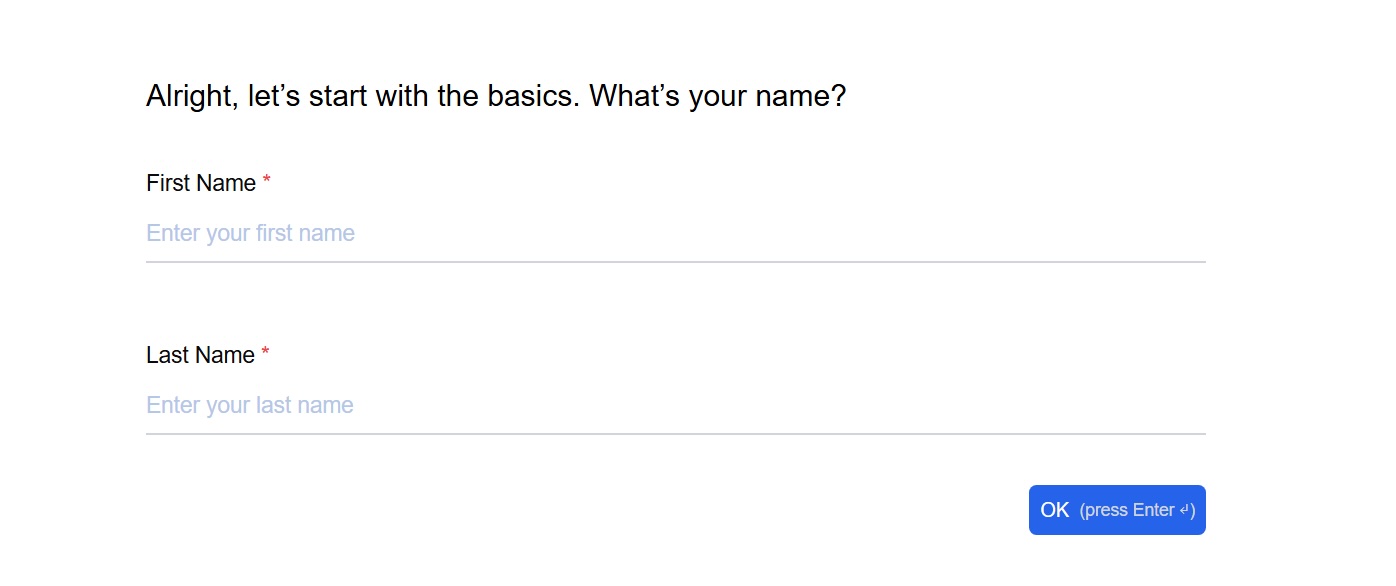 Alright, let’s start with the basics. What’s your name?
First Name *
Enter your first name
Last Name *
Enter your last name
OK (press Enter ↵)